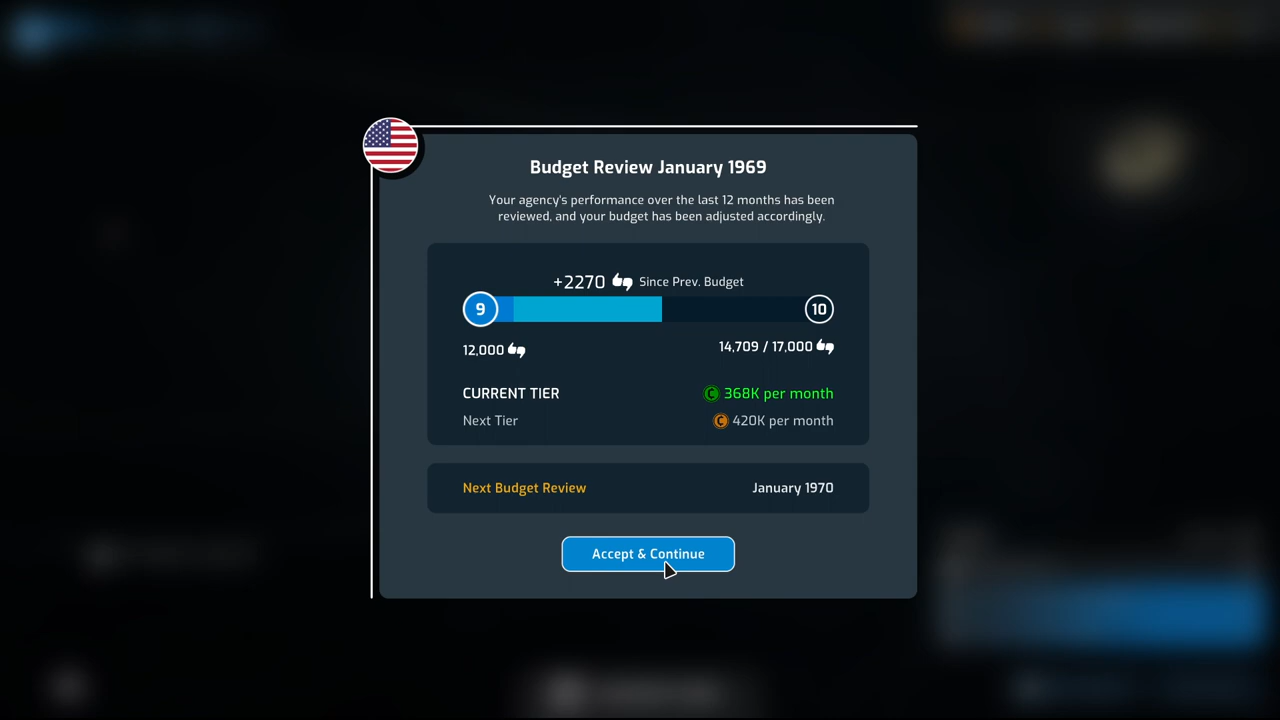 Budget Review January 1969
Your agency's performance over the last 12 months has been
reviewed, and your budget has been adjusted accordingly.
+2270 Since Prev. Budget
9 10
12,000 14,709 / 17,000
CURRENT TIER 368K per month
Next Tier 420K per month
Next Budget Review January 1970
Accept & Continue